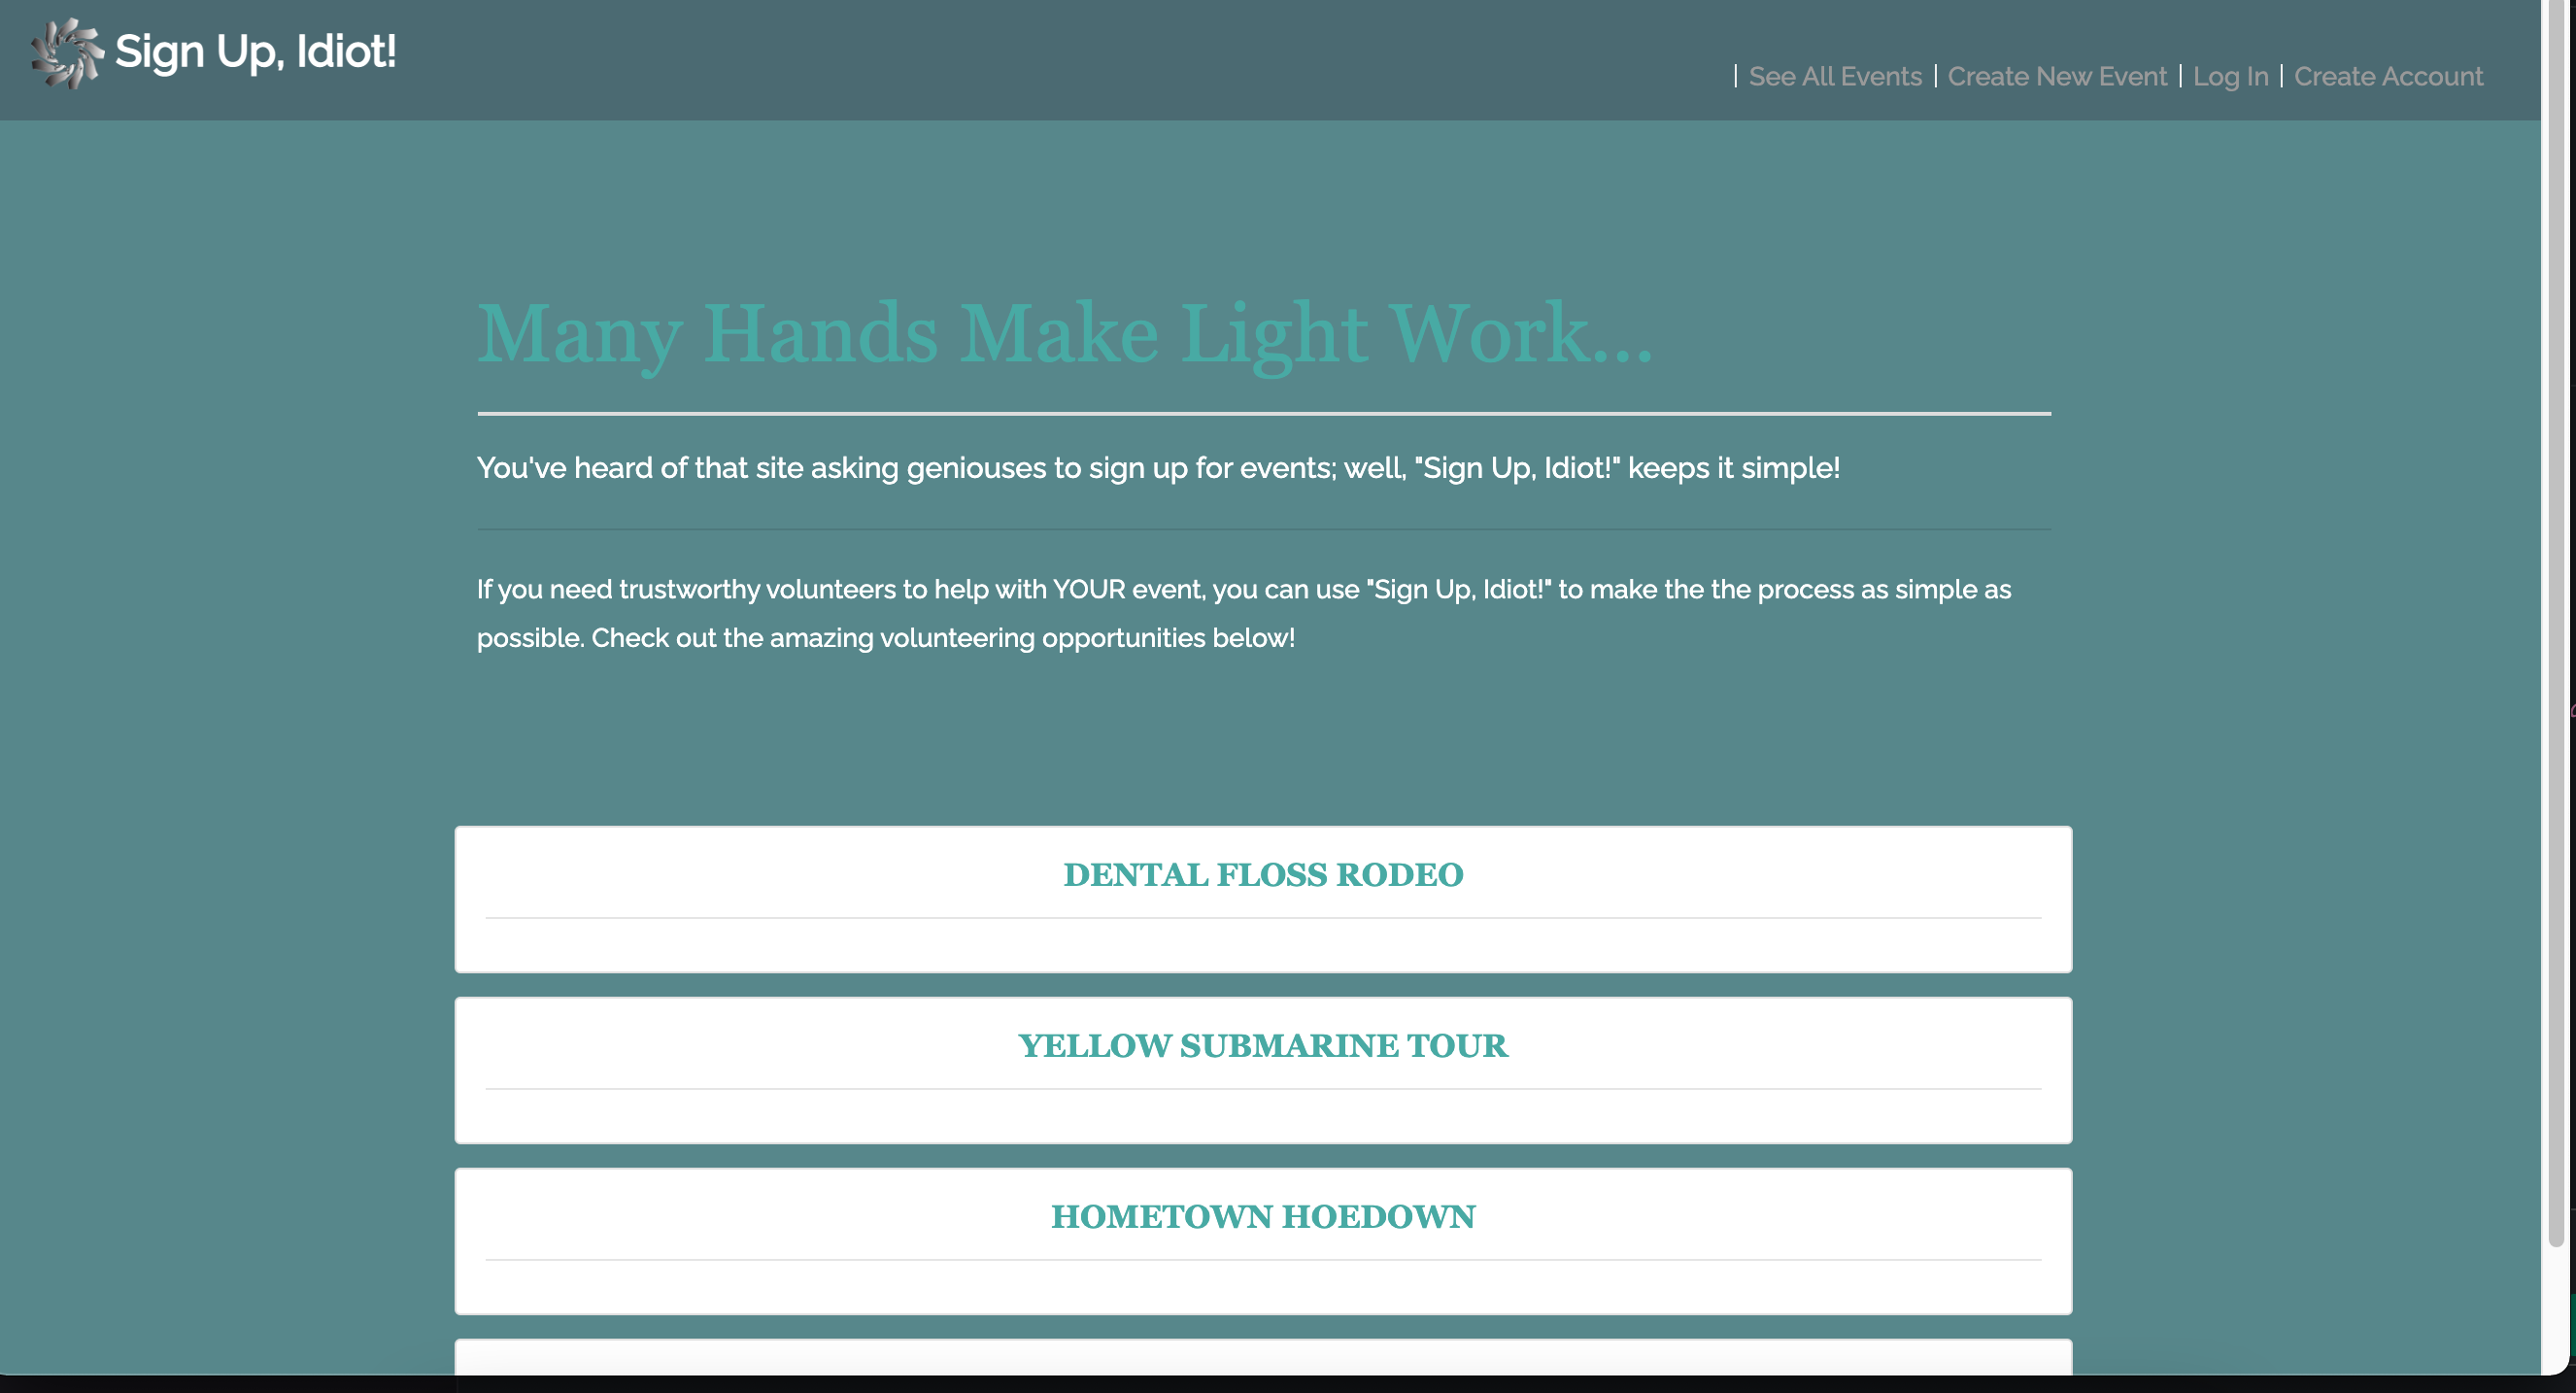 Sign Up, Idiot!
| See All Events | Create New Event | Log In | Create Account
Many Hands Make Light Work...
You've heard of that site asking geniouses to sign up for events; well, "Sign Up, Idiot!" keeps it simple!
If you need trustworthy volunteers to help with YOUR event, you can use "Sign Up, Idiot!" to make the the process as simple as
possible. Check out the amazing volunteering opportunities below!
DENTAL FLOSS RODEO
YELLOW SUBMARINE TOUR
HOMETOWN HOEDOWN